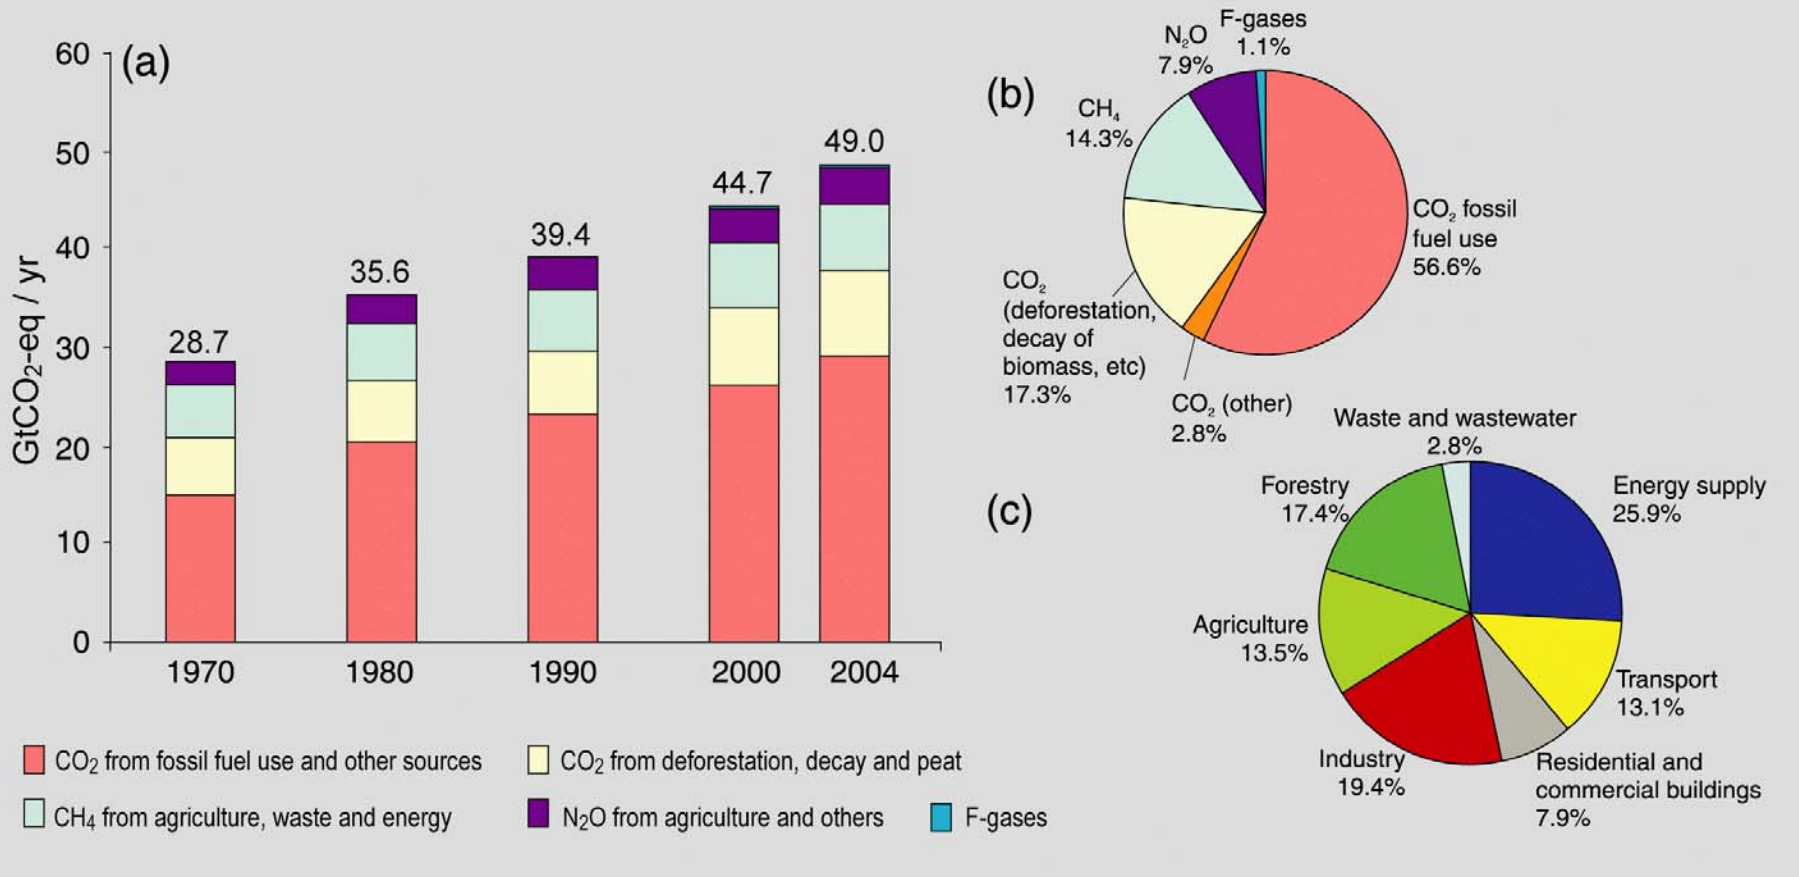 (a)
GtCO₂-eq / yr
60
50
40
30
20
10
0
28.7
35.6
39.4
44.7
49.0
1970
1980
1990
2000
2004
CO₂ from fossil fuel use and other sources
CO₂ from deforestation, decay and peat
CH₄ from agriculture, waste and energy
N₂O from agriculture and others
F-gases
(b)
F-gases
1.1%
N₂O
7.9%
CH₄
14.3%
CO₂ fossil
fuel use
56.6%
CO₂
(deforestation,
decay of
biomass, etc)
17.3%
CO₂ (other)
2.8%
(c)
Waste and wastewater
2.8%
Forestry
17.4%
Energy supply
25.9%
Agriculture
13.5%
Transport
13.1%
Industry
19.4%
Residential and
commercial buildings
7.9%